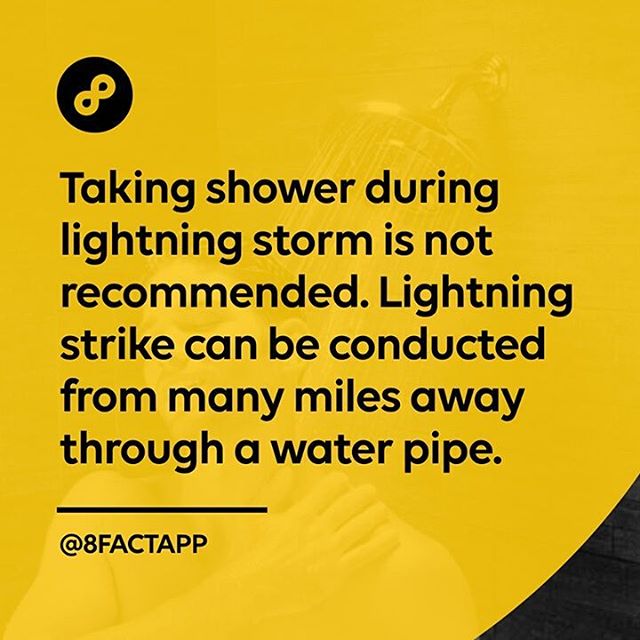 Taking shower during
lightning storm is not
recommended. Lightning
strike can be conducted
from many miles away
through a water pipe.
@8FACTAPP